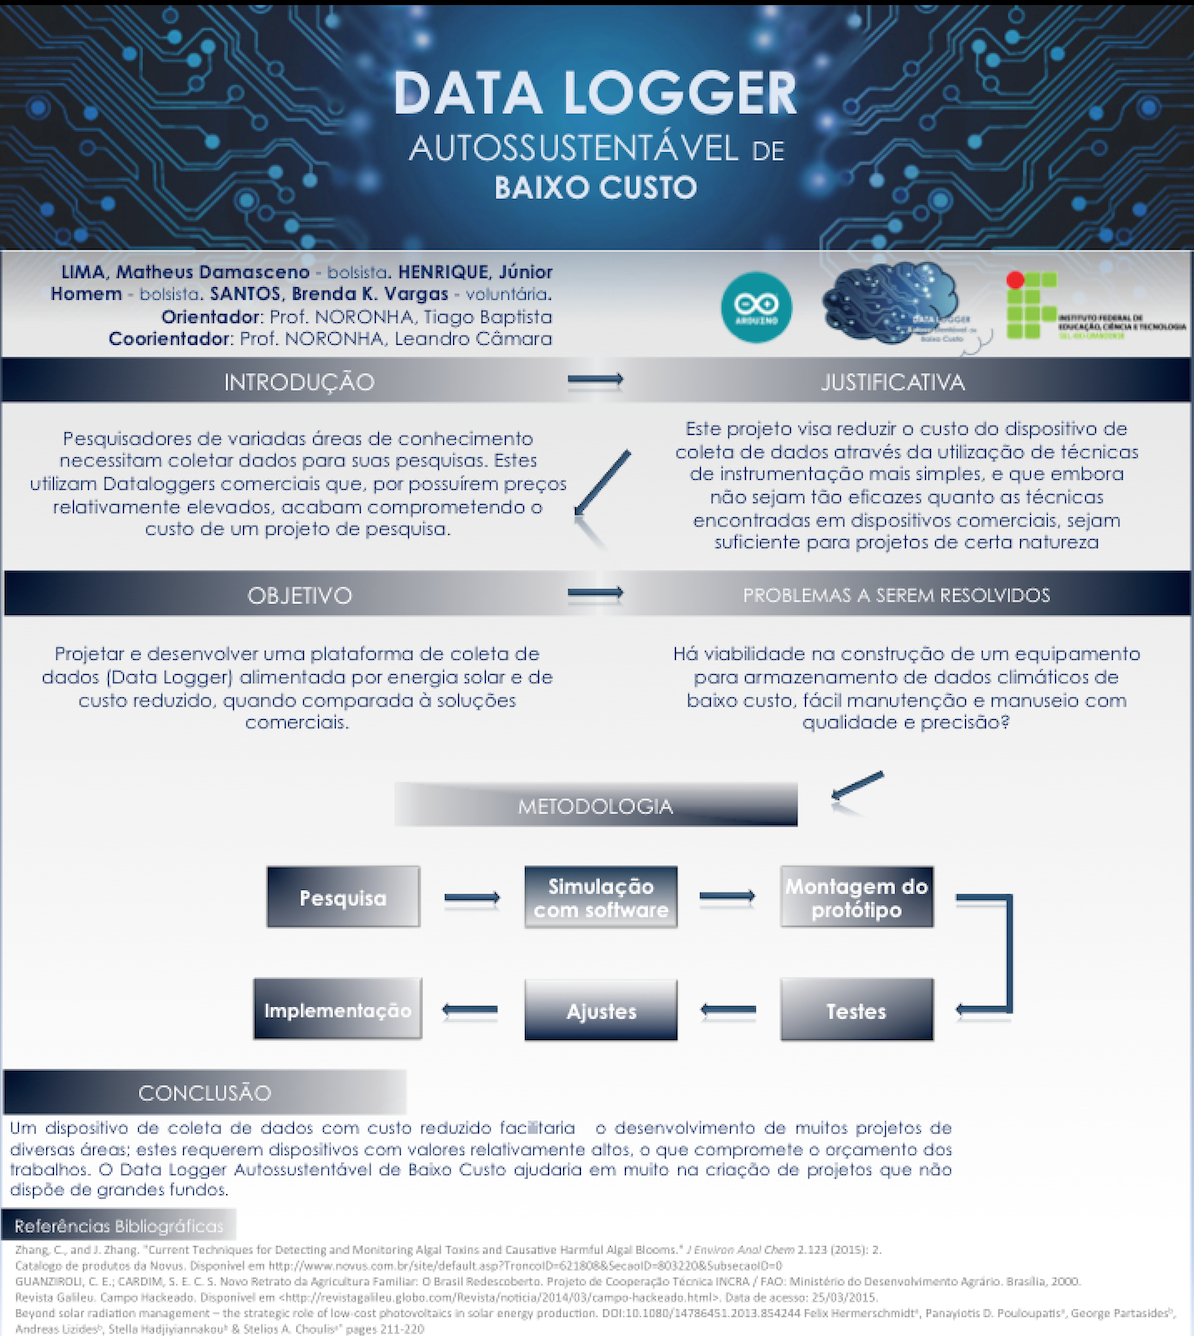 DATA LOGGER
AUTOSSUSTENTÁVEL DE
BAIXO CUSTO
LIMA, Matheus Damasceno - bolsista. HENRIQUE, Júnior
Homem - bolsista. SANTOS, Brenda K. Vargas - voluntária.
Orientador: Prof. NORONHA, Tiago Baptista
Coorientador: Prof. NORONHA, Leandro Câmara
ARDUINO
DATA LOGGER
Autossustentável de
Baixo Custo
INSTITUTO FEDERAL DE
EDUCAÇÃO, CIÊNCIA E TECNOLOGIA
SUL-RIO-GRANDENSE
INTRODUÇÃO
Pesquisadores de variadas áreas de conhecimento
necessitam coletar dados para suas pesquisas. Estes
utilizam Dataloggers comerciais que, por possuírem preços
relativamente elevados, acabam comprometendo o
custo de um projeto de pesquisa.
JUSTIFICATIVA
Este projeto visa reduzir o custo do dispositivo de
coleta de dados através da utilização de técnicas
de instrumentação mais simples, e que embora
não sejam tão eficazes quanto as técnicas
encontradas em dispositivos comerciais, sejam
suficiente para projetos de certa natureza
OBJETIVO
Projetar e desenvolver uma plataforma de coleta de
dados (Data Logger) alimentada por energia solar e de
custo reduzido, quando comparada à soluções
comerciais.
PROBLEMAS A SEREM RESOLVIDOS
Há viabilidade na construção de um equipamento
para armazenamento de dados climáticos de
baixo custo, fácil manutenção e manuseio com
qualidade e precisão?
METODOLOGIA
Pesquisa
Simulação
com software
Montagem do
protótipo
Testes
Ajustes
Implementação
CONCLUSÃO
Um dispositivo de coleta de dados com custo reduzido facilitaria o desenvolvimento de muitos projetos de
diversas áreas; estes requerem dispositivos com valores relativamente altos, o que compromete o orçamento dos
trabalhos. O Data Logger Autossustentável de Baixo Custo ajudaria em muito na criação de projetos que não
dispõe de grandes fundos.
Referências Bibliográficas
Zhang, C., and J. Zhang. "Current Techniques for Detecting and Monitoring Algal Toxins and Causative Harmful Algal Blooms." J Environ Anal Chem 2.123 (2015): 2.
Catalogo de produtos da Novus. Disponível em http://www.novus.com.br/site/default.asp?TroncoID=621808&SecaoID=803220&SubsecaoID=0
GUANZIROLI, C. E.; CARDIM, S. E. C. S. Novo Retrato da Agricultura Familiar: O Brasil Redescoberto. Projeto de Cooperação Técnica INCRA / FAO: Ministério do Desenvolvimento Agrário. Brasília, 2000.
Revista Galileu. Campo Hackeado. Disponivel em <http://revistagalileu.globo.com/Revista/noticia/2014/03/campo-hackeado.html>. Data de acesso: 25/03/2015.
Beyond solar radiation management – the strategic role of low-cost photovoltaics in solar energy production. DOI:10.1080/14786451.2013.854244 Felix Hermerschmidtª, Panayiotis D. Pouloupatisª, George Partasidesᵇ,
Andreas Lizidesᵇ, Stella Hadjiyiannakouᵇ & Stelios A. Choulisª* pages 211-220